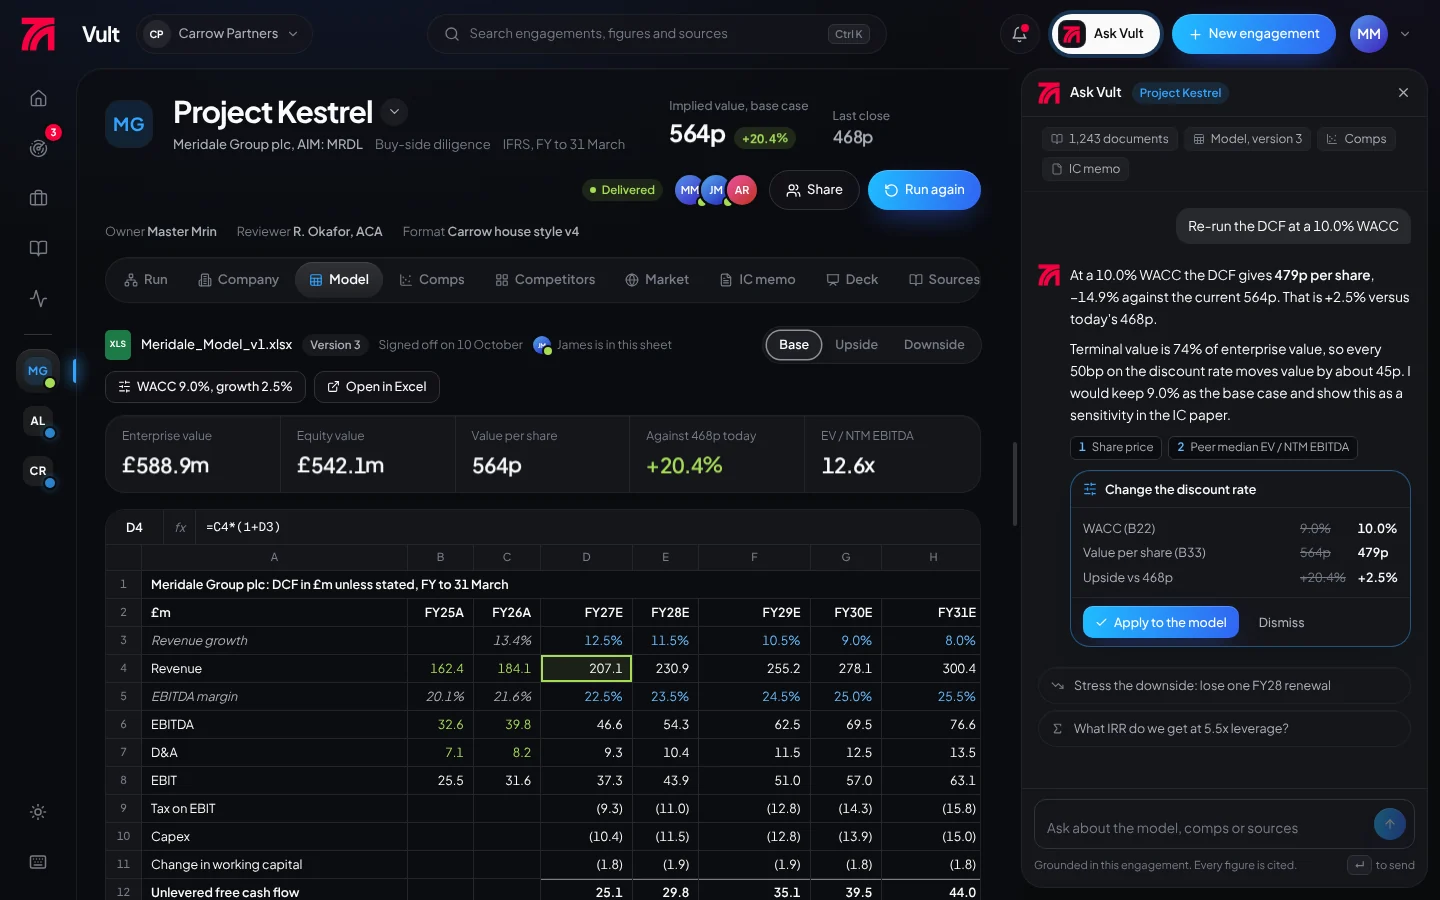 Vult
CP Carrow Partners
Search engagements, figures and sources
Ctrl K
Ask Vult
New engagement
MM
3
MG
AL
CR
MG
Project Kestrel
Meridale Group plc, AIM: MRDL Buy-side diligence IFRS, FY to 31 March
Implied value, base case
564p +20.4%
Last close
468p
Delivered
MM JM AR
Share
Run again
Owner Master Mrin Reviewer R. Okafor, ACA Format Carrow house style v4
Run Company Model Comps Competitors Market IC memo Deck Sources
XLS Meridale_Model_v1.xlsx Version 3 Signed off on 10 October James is in this sheet
Base Upside Downside
WACC 9.0%, growth 2.5% Open in Excel
Enterprise value
£588.9m
Equity value
£542.1m
Value per share
564p
Against 468p today
+20.4%
EV / NTM EBITDA
12.6x
D4 fx =C4*(1+D3)
A B C D E F G H
1 Meridale Group plc: DCF in £m unless stated, FY to 31 March
2 £m FY25A FY26A FY27E FY28E FY29E FY30E FY31E
3 Revenue growth 13.4% 12.5% 11.5% 10.5% 9.0% 8.0%
4 Revenue 162.4 184.1 207.1 230.9 255.2 278.1 300.4
5 EBITDA margin 20.1% 21.6% 22.5% 23.5% 24.5% 25.0% 25.5%
6 EBITDA 32.6 39.8 46.6 54.3 62.5 69.5 76.6
7 D&A 7.1 8.2 9.3 10.4 11.5 12.5 13.5
8 EBIT 25.5 31.6 37.3 43.9 51.0 57.0 63.1
9 Tax on EBIT (9.3) (11.0) (12.8) (14.3) (15.8)
10 Capex (10.4) (11.5) (12.8) (13.9) (15.0)
11 Change in working capital (1.8) (1.9) (1.9) (1.8) (1.8)
12 Unlevered free cash flow 25.1 29.8 35.1 39.5 44.0
Ask Vult Project Kestrel
1,243 documents Model, version 3 Comps
IC memo
Re-run the DCF at a 10.0% WACC
At a 10.0% WACC the DCF gives 479p per share,
−14.9% against the current 564p. That is +2.5% versus
today's 468p.
Terminal value is 74% of enterprise value, so every
50bp on the discount rate moves value by about 45p. I
would keep 9.0% as the base case and show this as a
sensitivity in the IC paper.
1 Share price 2 Peer median EV / NTM EBITDA
Change the discount rate
WACC (B22) 9.0% 10.0%
Value per share (B33) 564p 479p
Upside vs 468p +20.4% +2.5%
Apply to the model Dismiss
Stress the downside: lose one FY28 renewal
What IRR do we get at 5.5x leverage?
Ask about the model, comps or sources
Grounded in this engagement. Every figure is cited. to send